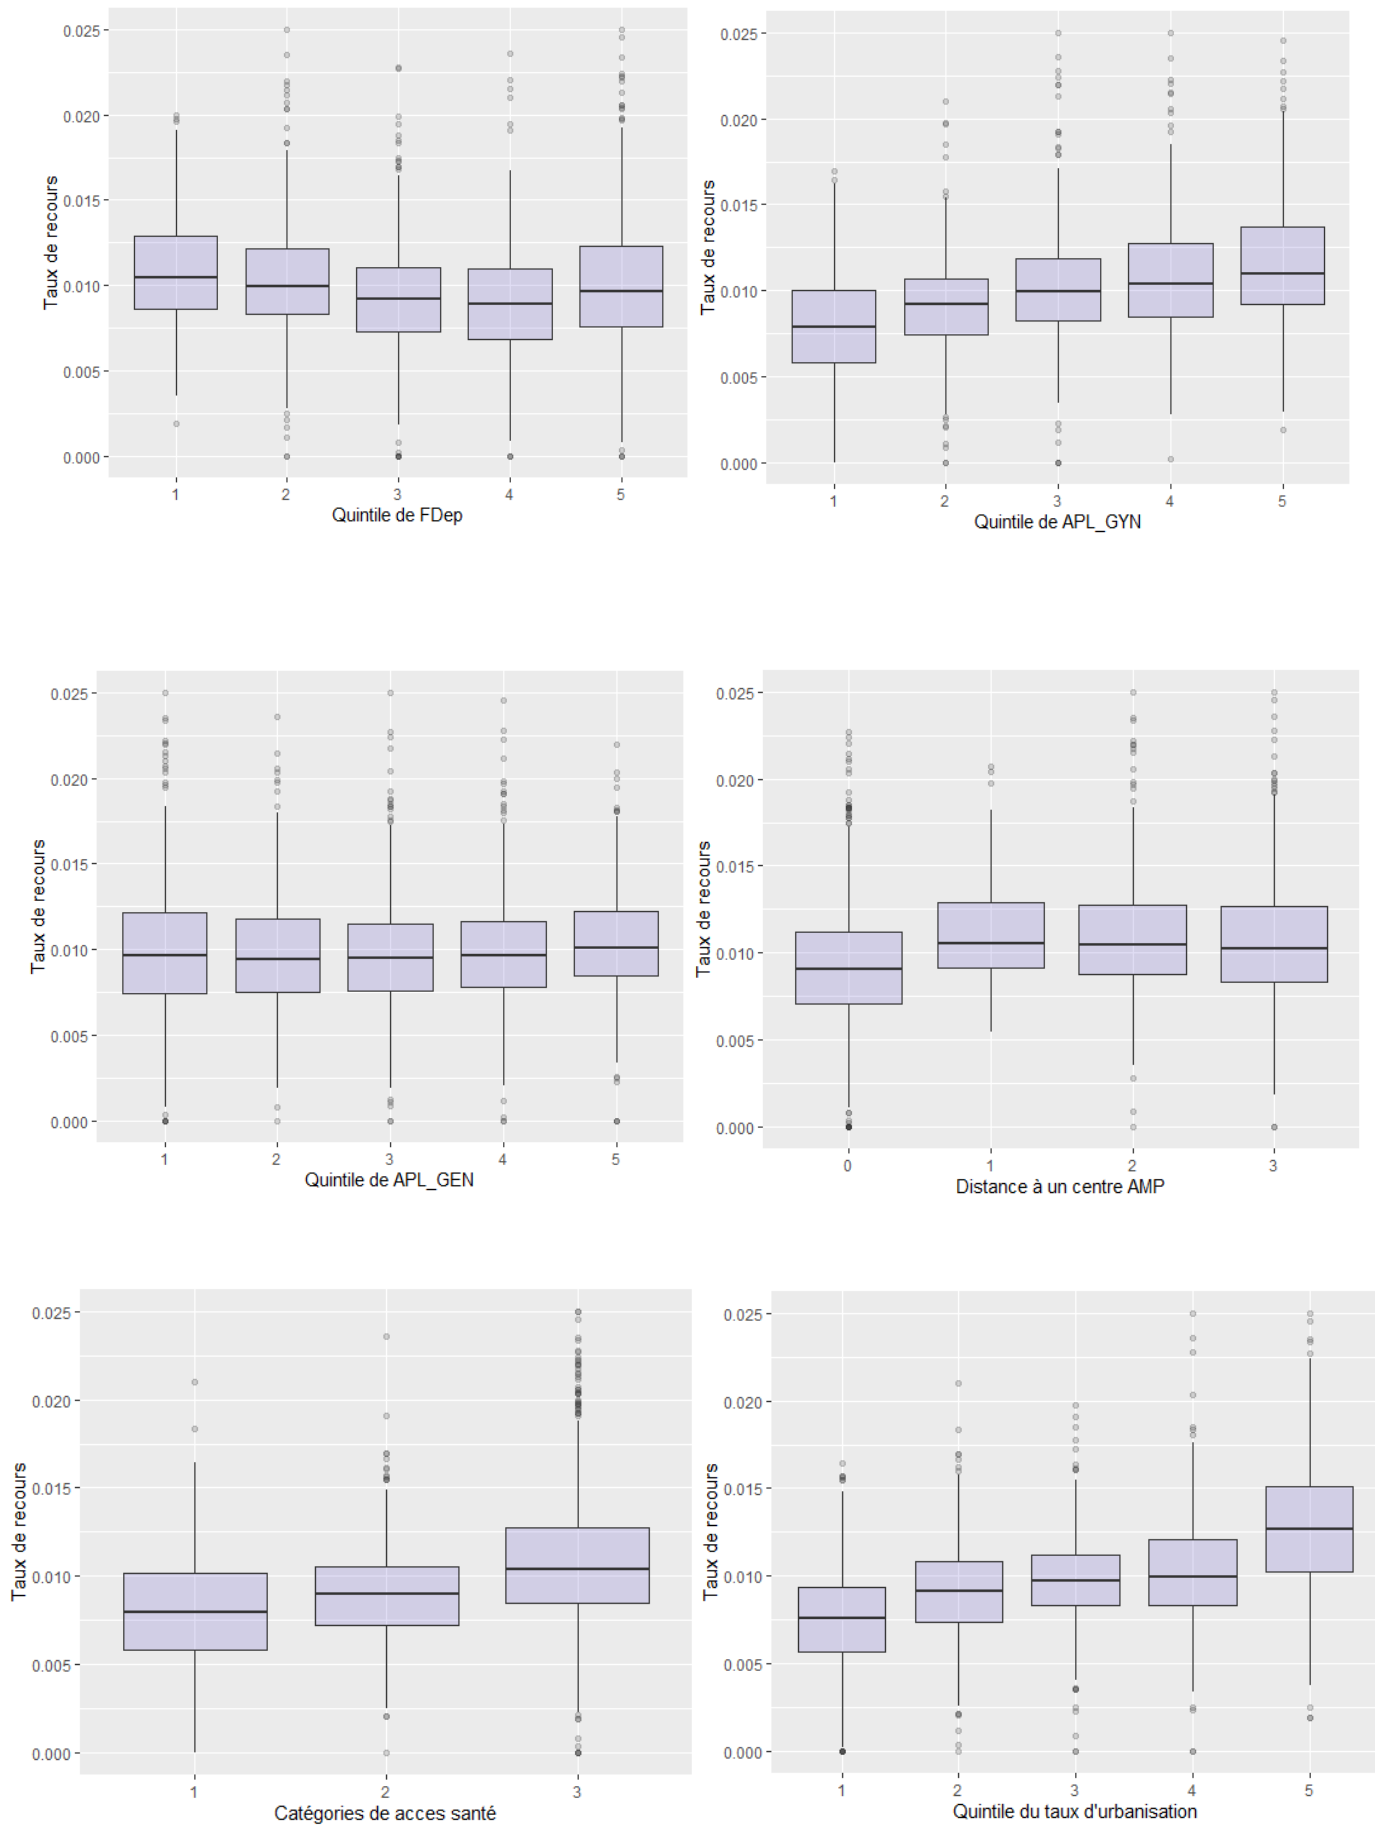 0.025
0.020
0.015
0.010
0.005
0.000
Taux de recours
1 2 3 4 5
Quintile de FDep
0.025
0.020
0.015
0.010
0.005
0.000
Taux de recours
1 2 3 4 5
Quintile de APL_GYN
0.025
0.020
0.015
0.010
0.005
0.000
Taux de recours
1 2 3 4 5
Quintile de APL_GEN
0.025
0.020
0.015
0.010
0.005
0.000
Taux de recours
0 1 2 3
Distance à un centre AMP
0.025
0.020
0.015
0.010
0.005
0.000
Taux de recours
1 2 3
Catégories de acces santé
0.025
0.020
0.015
0.010
0.005
0.000
Taux de recours
1 2 3 4 5
Quintile du taux d'urbanisation